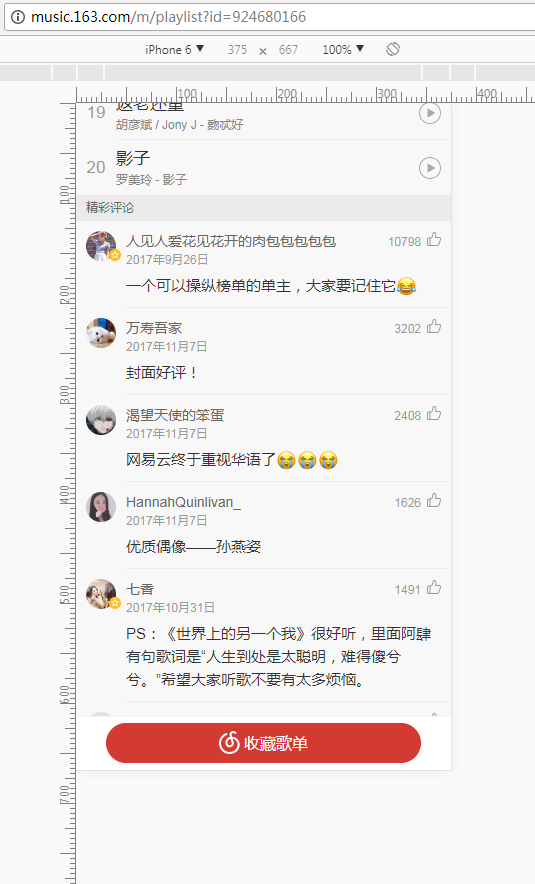 music.163.com/m/playlist?id=924680166
iPhone 6 ▼ 375 × 667 100% ▼
100 200 300 400
100
200
300
400
500
600
700
19
胡彦斌 / Jony J -
20 影子
罗美玲 - 影子
精彩评论
人见人爱花见花开的肉包包包包包 10798
2017年9月26日
一个可以操纵榜单的单主，大家要记住它😂
万寿吾家 3202
2017年11月7日
封面好评！
渴望天使的笨蛋 2408
2017年11月7日
网易云终于重视华语了😭😭😭
HannahQuinlivan_ 1626
2017年11月7日
优质偶像——孙燕姿
七香 1491
2017年10月31日
PS：《世界上的另一个我》很好听，里面阿肆
有句歌词是“人生到处是太聪明，难得傻兮
兮。”希望大家听歌不要有太多烦恼。
收藏歌单